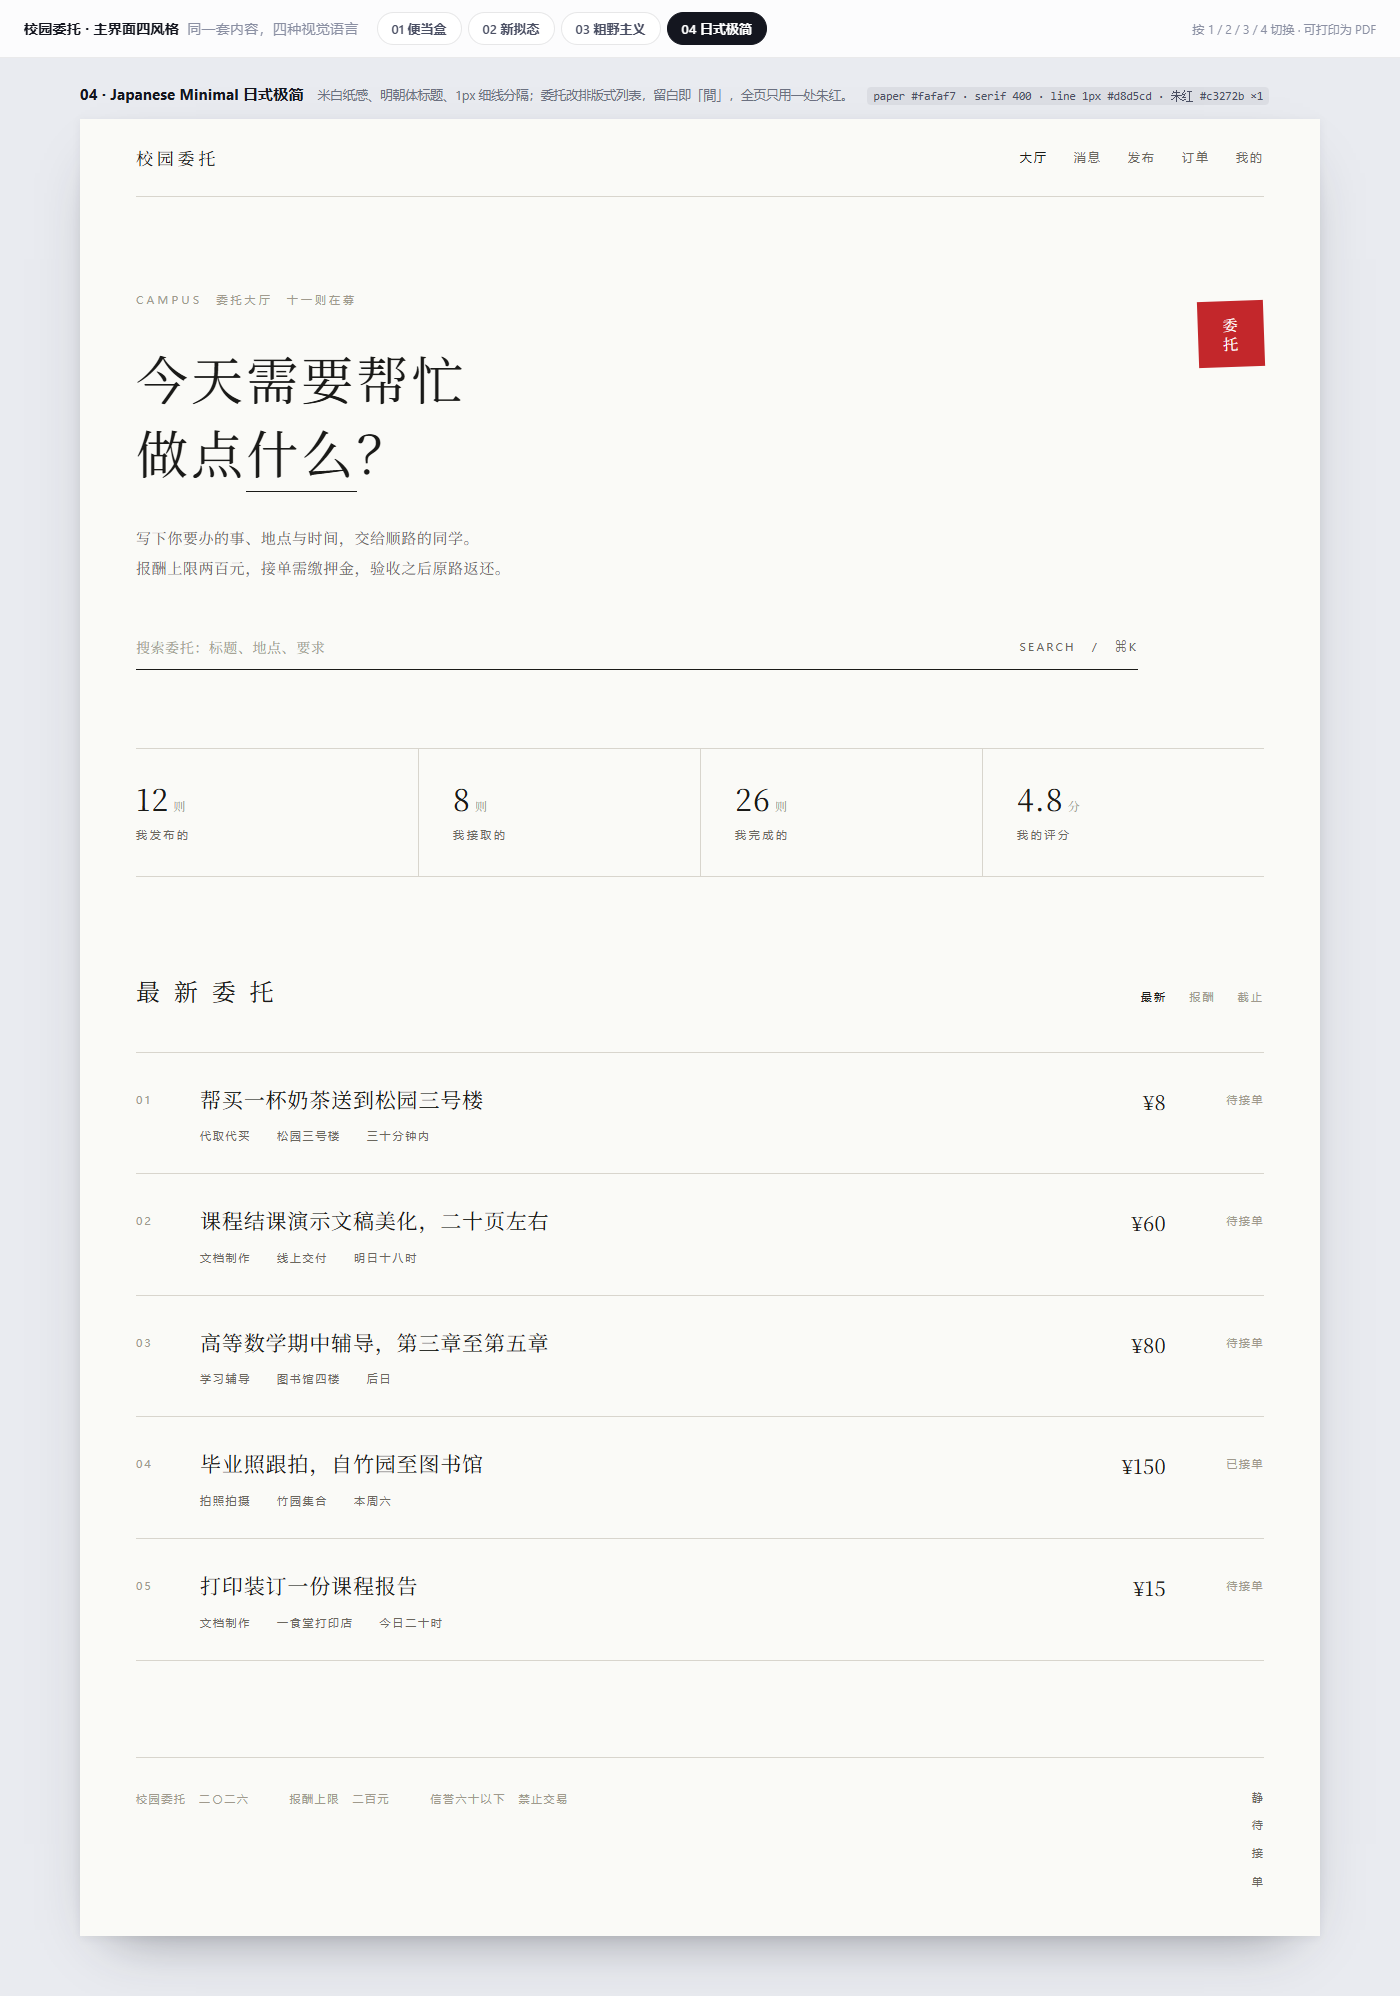 校园委托 · 主界面四风格 同一套内容，四种视觉语言 01 便当盒 02 新拟态 03 粗野主义 04 日式极简 按 1 / 2 / 3 / 4 切换 · 可打印为 PDF
04 · Japanese Minimal 日式极简 米白纸感、明朝体标题、1px 细线分隔；委托改排版式列表，留白即「間」，全页只用一处朱红。 paper #fafaf7 · serif 400 · line 1px #d8d5cd · 朱红 #c3272b ×1
校园委托 大厅 消息 发布 订单 我的
CAMPUS 委托大厅 十一则在募
委
托
今天需要帮忙
做点什么？
写下你要办的事、地点与时间，交给顺路的同学。
报酬上限两百元，接单需缴押金，验收之后原路返还。
搜索委托：标题、地点、要求 SEARCH / ⌘K
12 则 8 则 26 则 4.8 分
我发布的 我接取的 我完成的 我的评分
最新委托 最新 报酬 截止
01 帮买一杯奶茶送到松园三号楼 ¥8 待接单
代取代买 松园三号楼 三十分钟内
02 课程结课演示文稿美化，二十页左右 ¥60 待接单
文档制作 线上交付 明日十八时
03 高等数学期中辅导，第三章至第五章 ¥80 待接单
学习辅导 图书馆四楼 后日
04 毕业照跟拍，自竹园至图书馆 ¥150 已接单
拍照拍摄 竹园集合 本周六
05 打印装订一份课程报告 ¥15 待接单
文档制作 一食堂打印店 今日二十时
校园委托 二〇二六 报酬上限 二百元 信誉六十以下 禁止交易
静
待
接
单